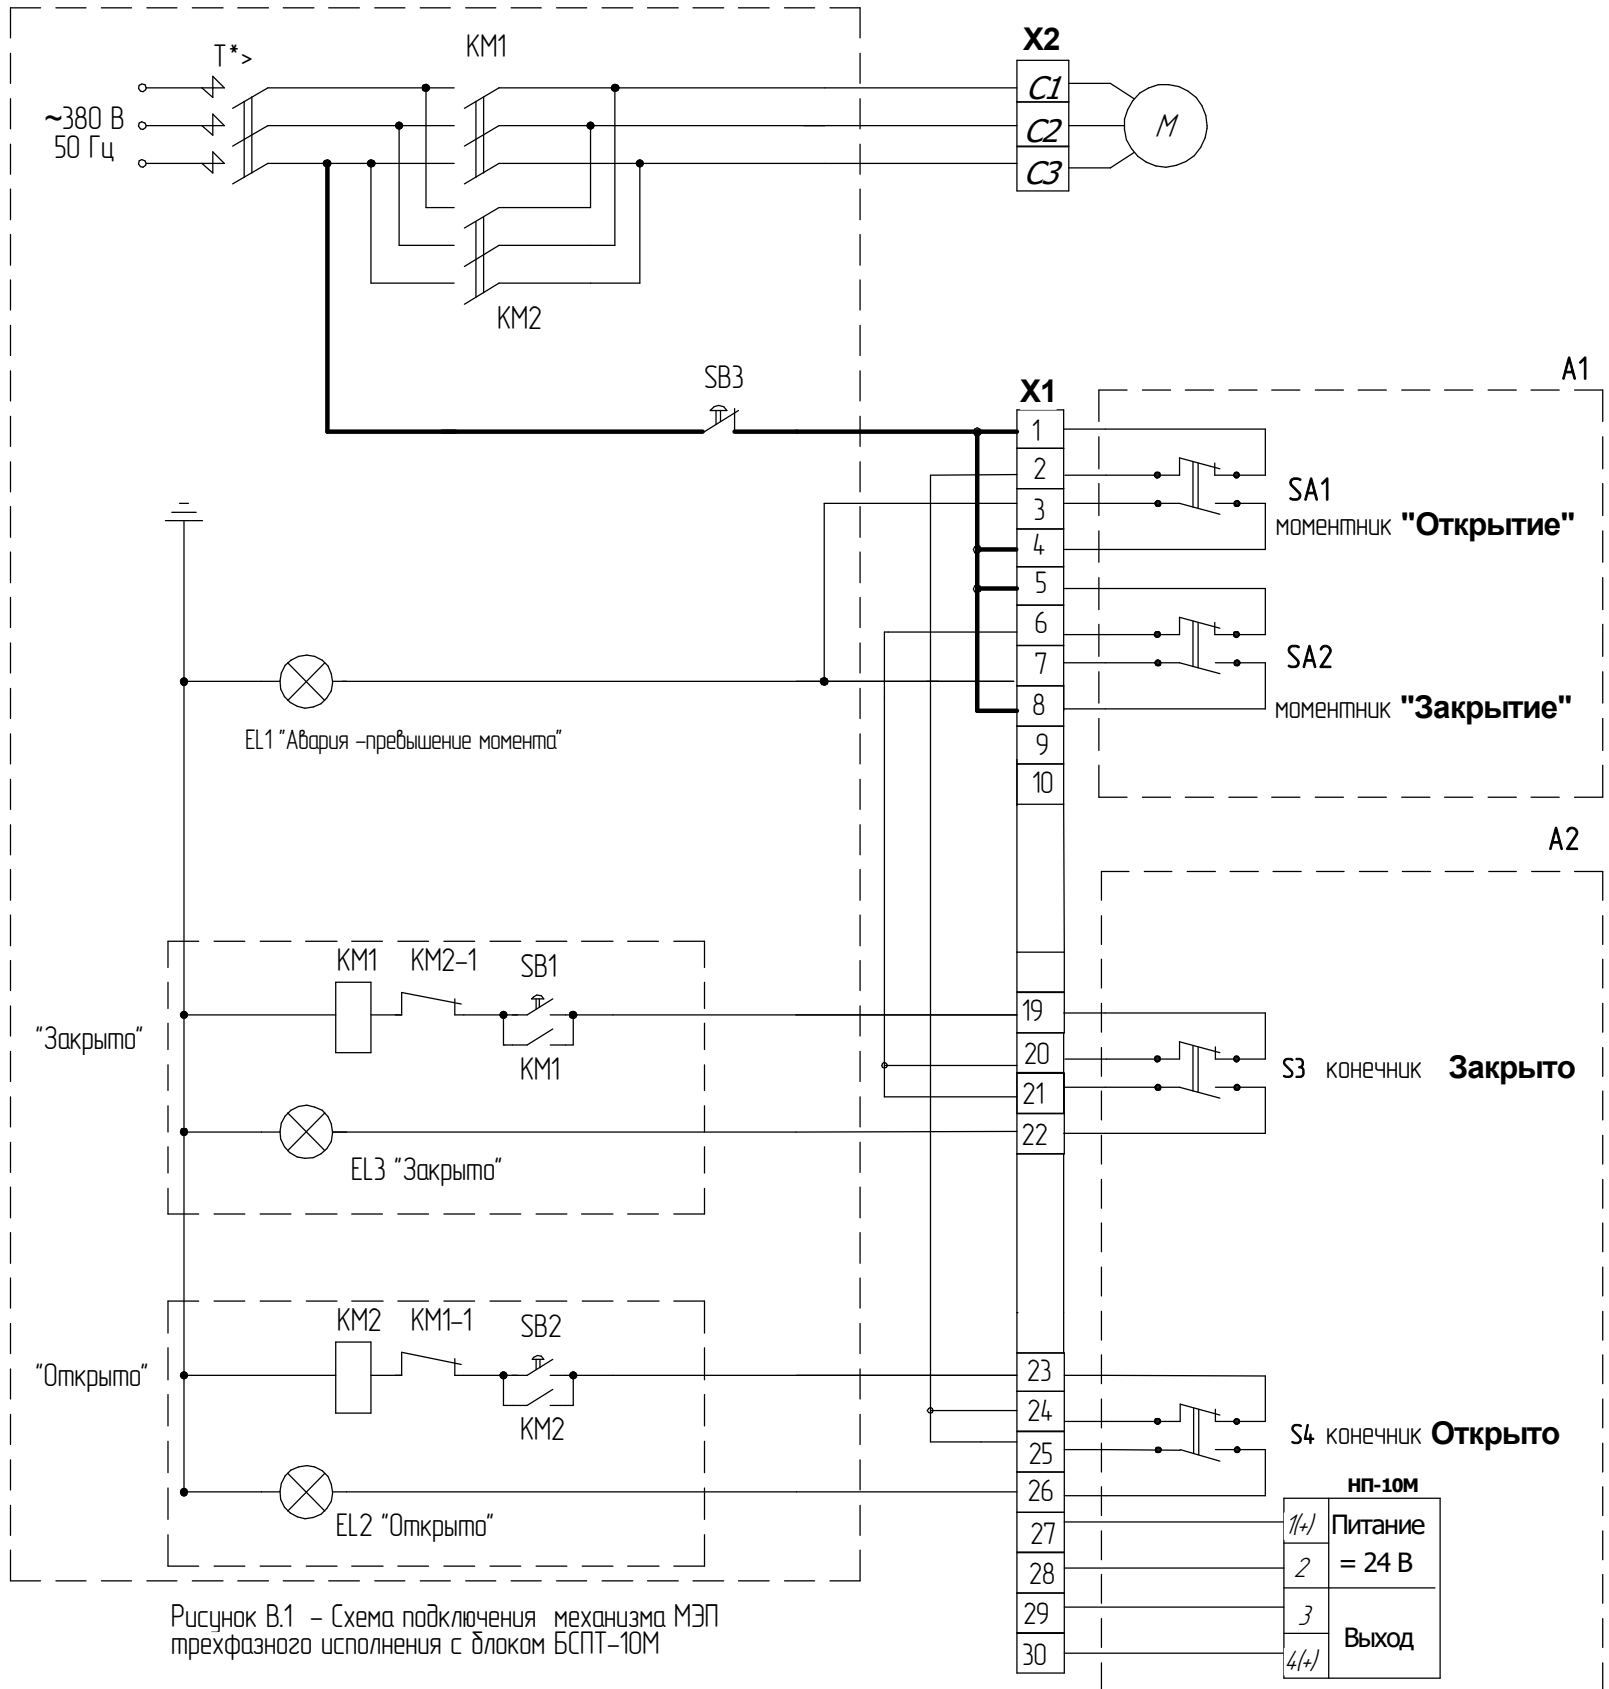 T*>
KM1
~380 В
50 Гц
KM2
X2
C1
C2
C3
M
SB3
X1
A1
1
2
3
4
5
6
7
8
9
10
SA1
моментник "Открытие"
SA2
моментник "Закрытие"
EL1 "Авария -превышение момента"
A2
"Закрыто"
KM1 KM2-1 SB1
KM1
EL3 "Закрыто"
19
20
21
22
S3 конечник Закрыто
"Открыто"
KM2 KM1-1 SB2
KM2
EL2 "Открыто"
23
24
25
26
27
28
29
30
S4 конечник Открыто
НП-10М
1(+) Питание
2 = 24 В
3
Выход
4(+)
Рисунок В.1 - Схема подключения механизма МЭП
трехфазного исполнения с блоком БСПТ-10М